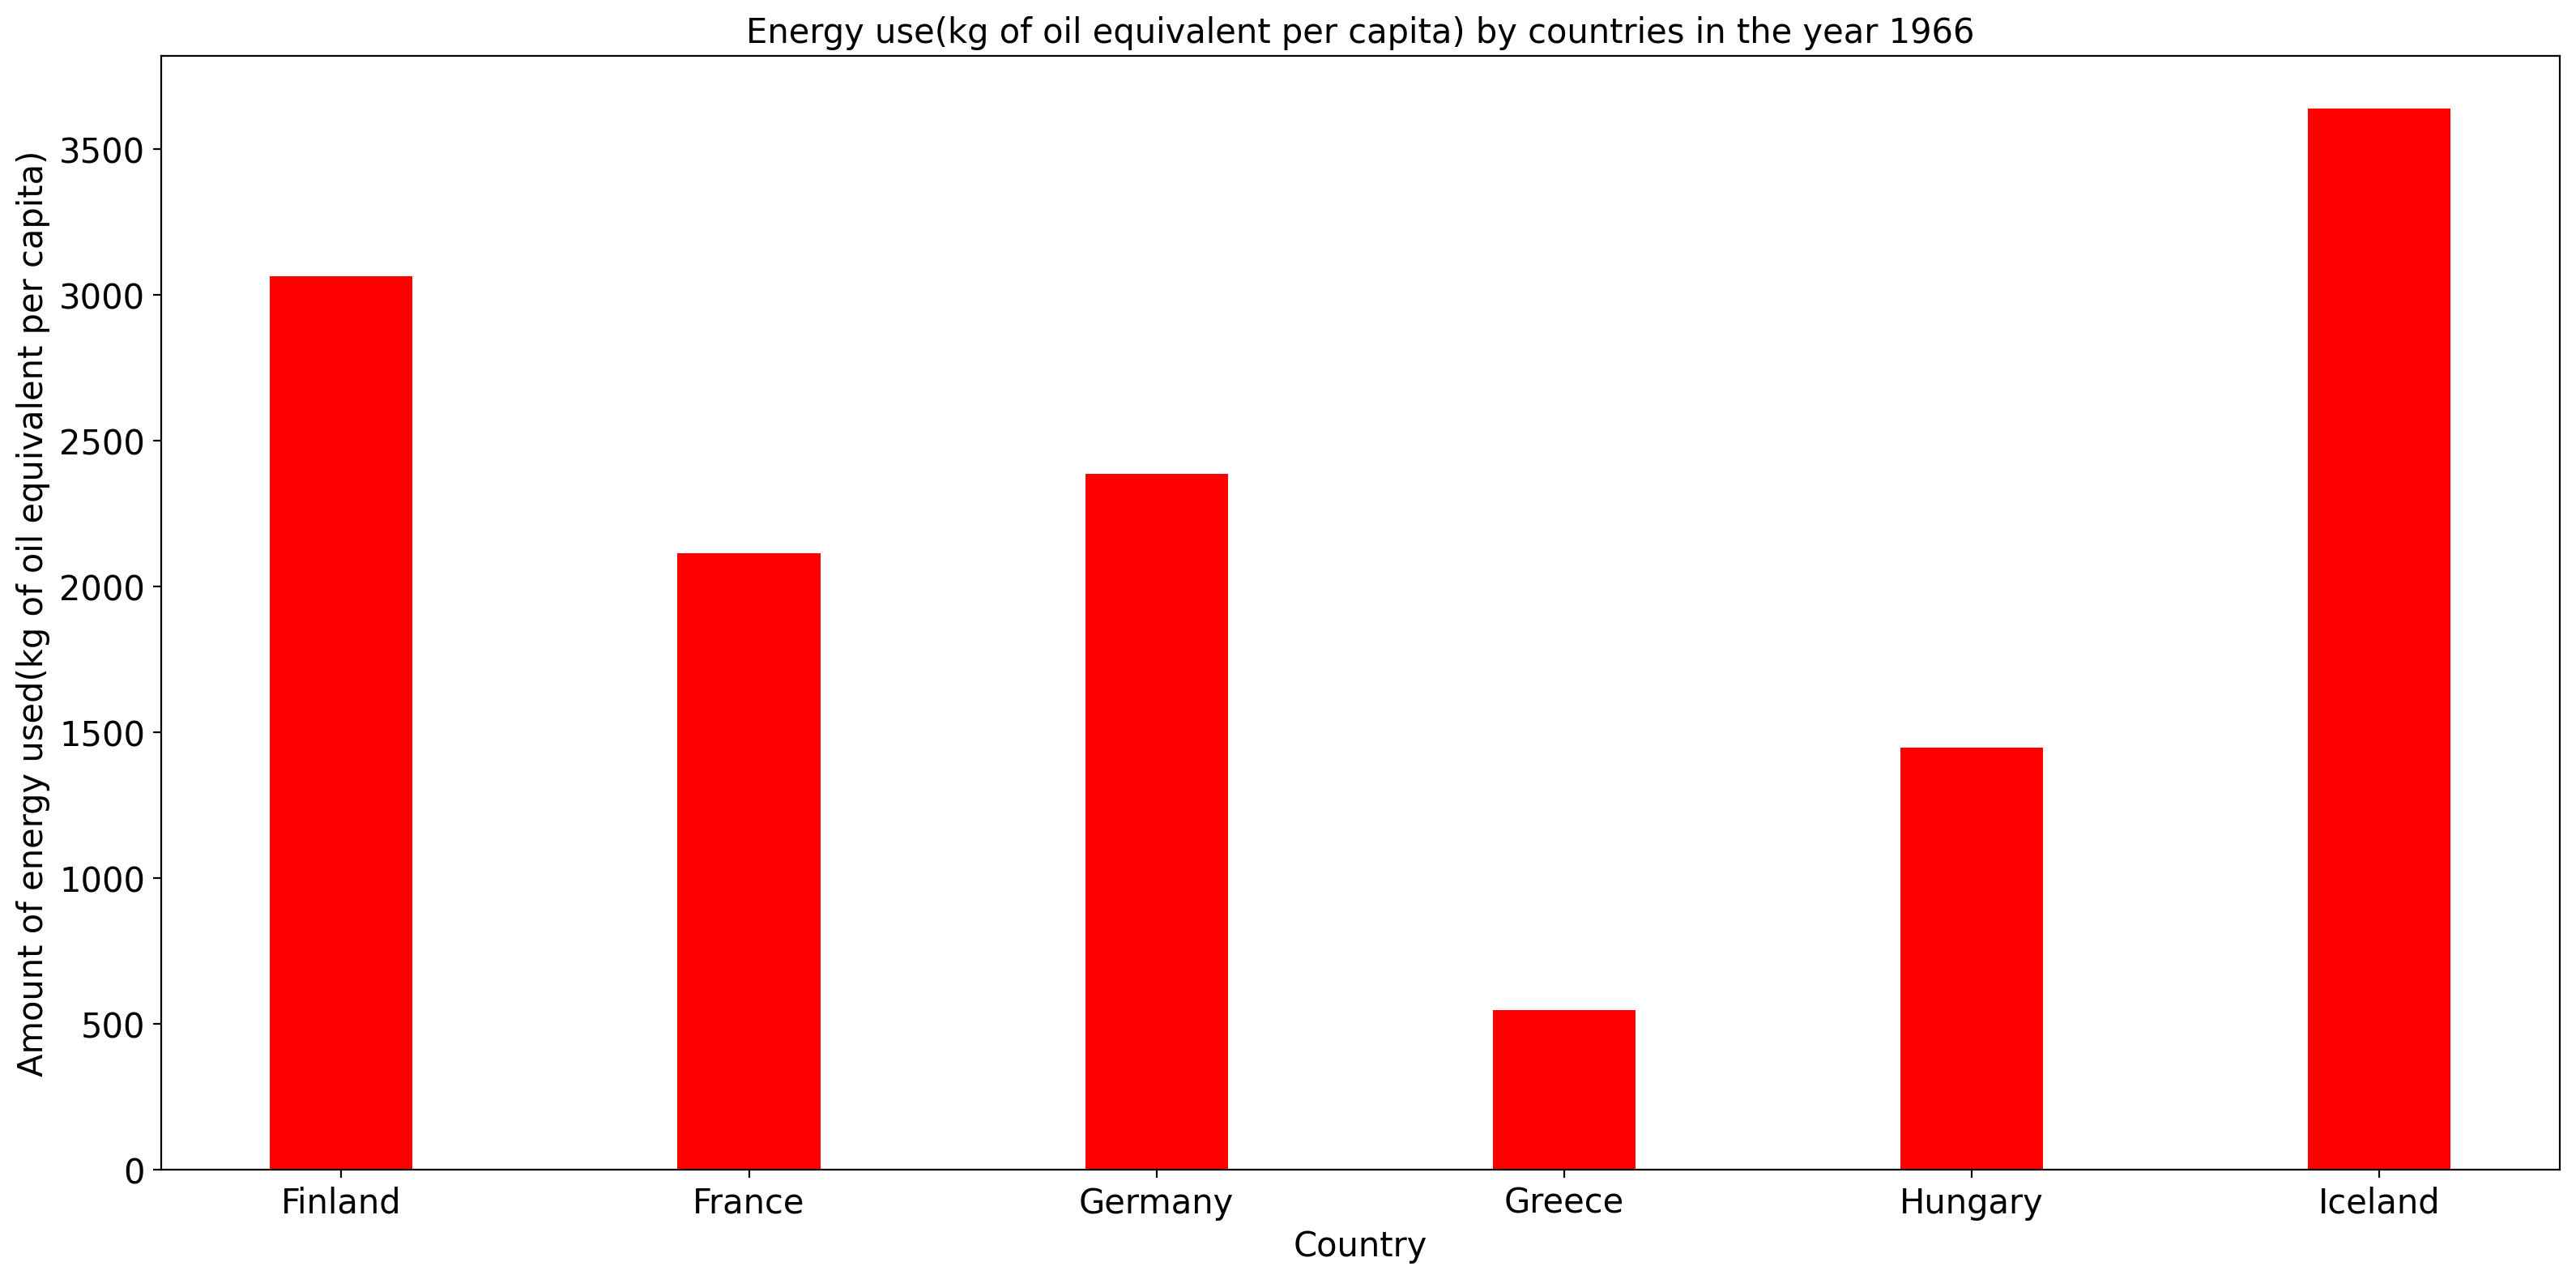 Energy use(kg of oil equivalent per capita) by countries in the year 1966
Amount of energy used(kg of oil equivalent per capita)
3500
3000
2500
2000
1500
1000
500
0
Finland France Germany Greece Hungary Iceland
Country